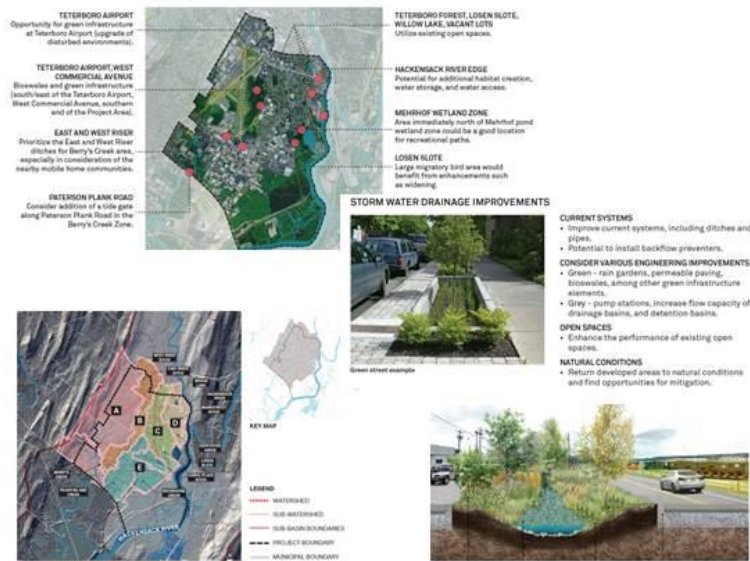 TETERBORO AIRPORT
Opportunity for green infrastructure
at Teterboro Airport (upgrade of
disturbed environments).
TETERBORO AIRPORT, WEST
COMMERCIAL AVENUE
Bioswales and green infrastructure
(south/east of the Teterboro Airport,
West Commercial Avenue, southern
end of the Project Area).
EAST AND WEST RISER
Prioritize the East and West River
ditches for Berry's Creek area,
especially in consideration of the
nearby mobile home communities.
PATERSON PLANK ROAD
Consider addition of a tide gate
along Paterson Plank Road in the
Berry's Creek Zone.
TETERBORO FOREST, LOSEN SLOTE,
WILLOW LAKE, VACANT LOTS
Utilize existing open spaces.
HACKENSACK RIVER EDGE
Potential for additional habitat creation,
water storage, and water access.
MEHRHOF WETLAND ZONE
Area immediately north of Mehrhof pond
wetland zone could be a good location
for recreational paths.
LOSEN SLOTE
Large migratory bird area would
benefit from enhancements such
as widening.
STORM WATER DRAINAGE IMPROVEMENTS
Green street example
CURRENT SYSTEMS
• Improve current systems, including ditches and
pipes.
• Potential to install backflow preventers.
CONSIDER VARIOUS ENGINEERING IMPROVEMENTS
• Green - rain gardens, permeable paving,
bioswales, among other green infrastructure
elements.
• Grey - pump stations, increase flow capacity of
drainage basins, and detention basins.
OPEN SPACES
• Enhance the performance of existing open
spaces.
NATURAL CONDITIONS
• Return developed areas to natural conditions
and find opportunities for mitigation.
A
B
C
D
E
HACKENSACK RIVER
KEY MAP
LEGEND
WATERSHED
SUB-WATERSHED
SUB-BASIN BOUNDARIES
PROJECT BOUNDARY
MUNICIPAL BOUNDARY